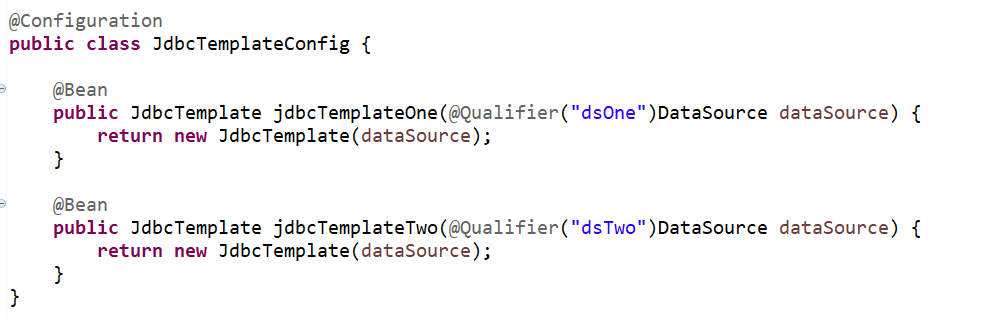 @Configuration
public class JdbcTemplateConfig {
@Bean
public JdbcTemplate jdbcTemplateOne(@Qualifier("dsOne")DataSource dataSource) {
return new JdbcTemplate(dataSource);
}
@Bean
public JdbcTemplate jdbcTemplateTwo(@Qualifier("dsTwo")DataSource dataSource) {
return new JdbcTemplate(dataSource);
}
}